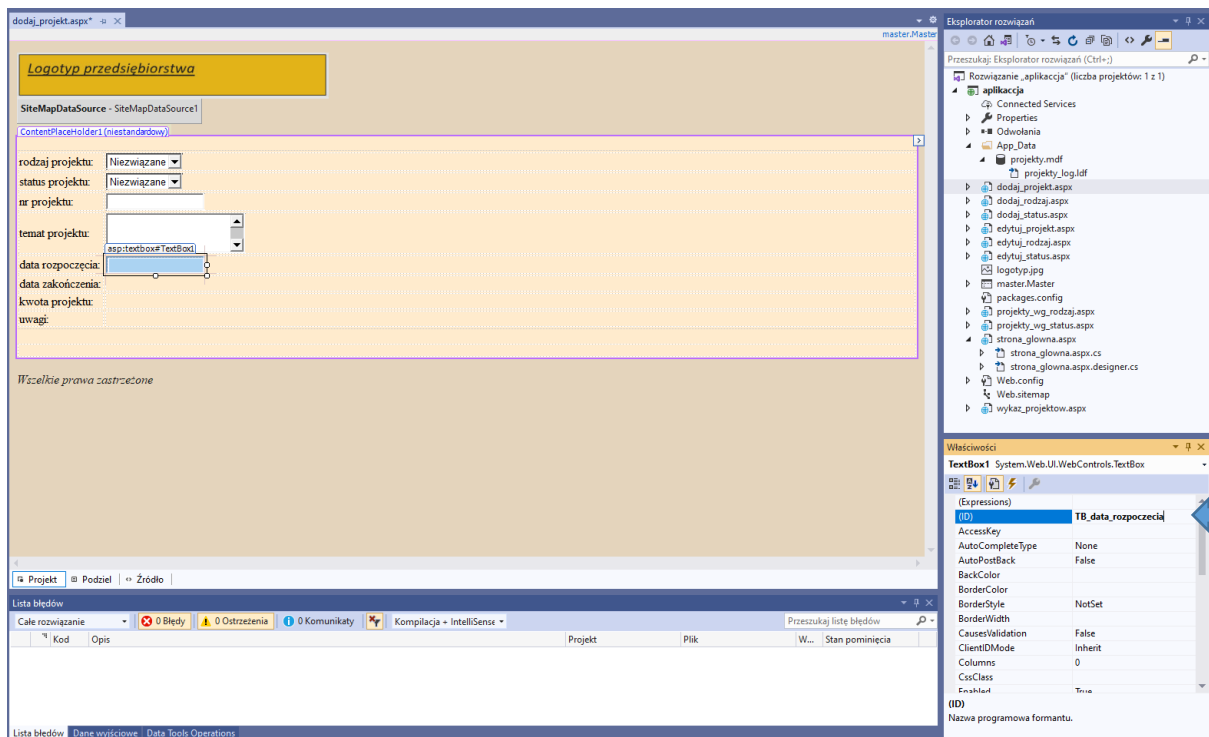 dodaj_projekt.aspx*
master.Master
Logotyp przedsiębiorstwa
SiteMapDataSource - SiteMapDataSource1
ContentPlaceHolder1 (niestandardowy)
rodzaj projektu: Niezwiązane
status projektu: Niezwiązane
nr projektu:
temat projektu:
asp:textbox#TextBox1
data rozpoczęcia:
data zakończenia:
kwota projektu:
uwagi:
Wszelkie prawa zastrzeżone
Projekt Podziel Źródło
Lista błędów
Całe rozwiązanie 0 Błędy 0 Ostrzeżenia 0 Komunikaty Kompilacja + IntelliSense Przeszukaj listę błędów
Kod Opis Projekt Plik W... Stan pominięcia
Lista błędów Dane wyjściowe Data Tools Operations
Eksplorator rozwiązań
Przeszukaj: Eksplorator rozwiązań (Ctrl+;)
Rozwiązanie „aplikaccja" (liczba projektów: 1 z 1)
aplikaccja
Connected Services
Properties
Odwołania
App_Data
projekty.mdf
projekty_log.ldf
dodaj_projekt.aspx
dodaj_rodzaj.aspx
dodaj_status.aspx
edytuj_projekt.aspx
edytuj_rodzaj.aspx
edytuj_status.aspx
logotyp.jpg
master.Master
packages.config
projekty_wg_rodzaj.aspx
projekty_wg_status.aspx
strona_glowna.aspx
strona_glowna.aspx.cs
strona_glowna.aspx.designer.cs
Web.config
Web.sitemap
wykaz_projektow.aspx
Właściwości
TextBox1 System.Web.UI.WebControls.TextBox
(Expressions)
(ID) TB_data_rozpoczecia
AccessKey
AutoCompleteType None
AutoPostBack False
BackColor
BorderColor
BorderStyle NotSet
BorderWidth
CausesValidation False
ClientIDMode Inherit
Columns 0
CssClass
Enabled True
(ID)
Nazwa programowa formantu.